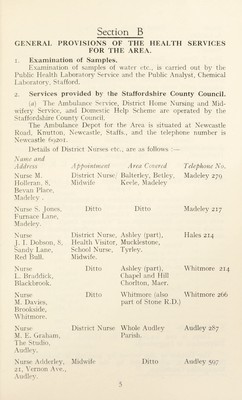 Section B
GENERAL PROVISIONS OF THE HEALTH SERVICES
FOR THE AREA.
1. Examination of Samples.
Examination of samples of water etc., is carried out by the
Public Health Laboratory Service and the Public Analyst, Chemical
Laboratory, Stafford.
2. Services provided by the Staffordshire County Council.
(a) The Ambulance Service, District Home Nursing and Mid-
wifery Service, and Domestic Help Scheme are operated by the
Staffordshire County Council.
The Ambulance Depot for the Area is situated at Newcastle
Road, Knutton, Newcastle, Staffs., and the telephone number is
Newcastle 69201.
Details of District Nurses etc., are as follows :—
Name and
Address Appointment Area Covered Telephone No.
Nurse M. District Nurse, Balterley, Betley, Madeley 279
Holleran, 8, Midwife Keele, Madeley
Bevan Place,
Madeley .
Nurse S. Jones, Ditto Ditto Madeley 217
Furnace Lane,
Madeley.
Nurse District Nurse, Ashley (part), Hales 214
J. I. Dobson, 8, Health Visitor, Mucklestone,
Sandy Lane, School Nurse, Tyrley.
Red Bull. Midwife.
Nurse Ditto Ashley (part), Whitmore 214
I. Braddick, Chapel and Hill
Blackbrook. Chorlton, Maer.
Nurse Ditto Whitmore (also Whitmore 266
M. Davies, part of Stone R.D.)
Brookside,
Whitmore.
Nurse District Nurse Whole Audley Audley 287
M. E. Graham, Parish.
The Studio,
Audley.
Nurse Adderley, Midwife Ditto Audley 597
21, Vernon Ave.,
Audley.
5